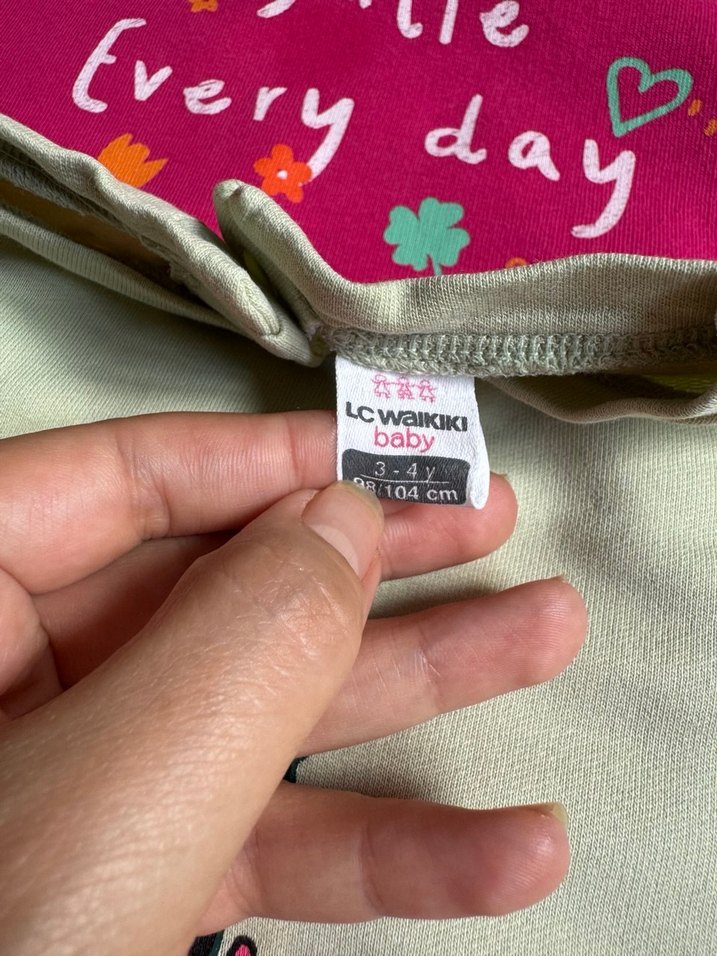 Every day
LC WAIKIKI
baby
3 - 4 y
98/104 cm